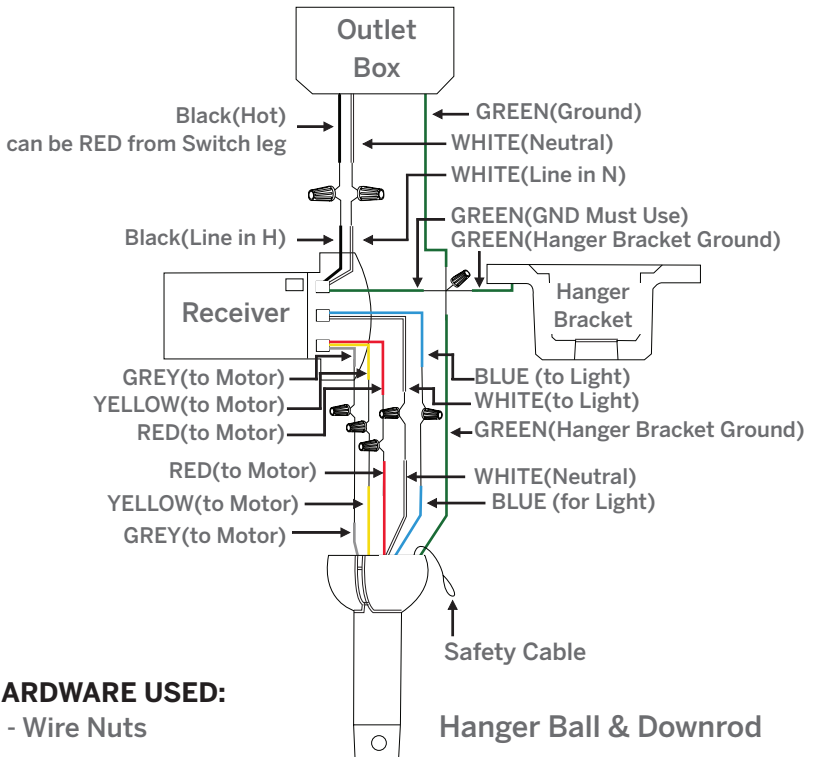 Outlet
Box
Black(Hot)
can be RED from Switch leg
GREEN(Ground)
WHITE(Neutral)
WHITE(Line in N)
GREEN(GND Must Use)
Black(Line in H)
GREEN(Hanger Bracket Ground)
Receiver
Hanger
Bracket
GREY(to Motor)
YELLOW(to Motor)
RED(to Motor)
BLUE (to Light)
WHITE(to Light)
GREEN(Hanger Bracket Ground)
RED(to Motor)
YELLOW(to Motor)
GREY(to Motor)
WHITE(Neutral)
BLUE (for Light)
Safety Cable
ARDWARE USED:
- Wire Nuts
Hanger Ball & Downrod